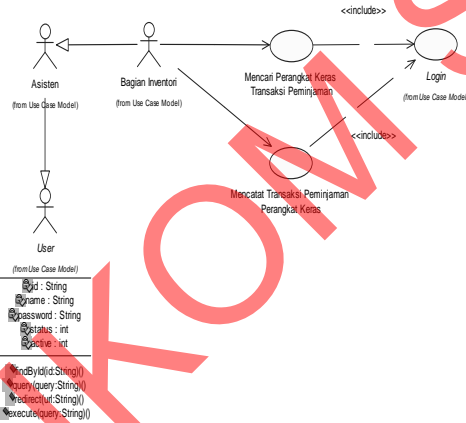 <<include>>
Asisten
(from Use Case Model)
Bagian Inventori
(from Use Case Model)
Mencari Perangkat Keras
Transaksi Peminjaman
Login
(from Use Case Model
<<include>>
Mencatat Transaksi Peminjaman
Perangkat Keras
User
(from Use Case Model)
id : String
name : String
password : String
status : int
active : int
findById(id:String)()
query(query:String)()
redirect(url:String)()
execute(query:String)()
IKOMS